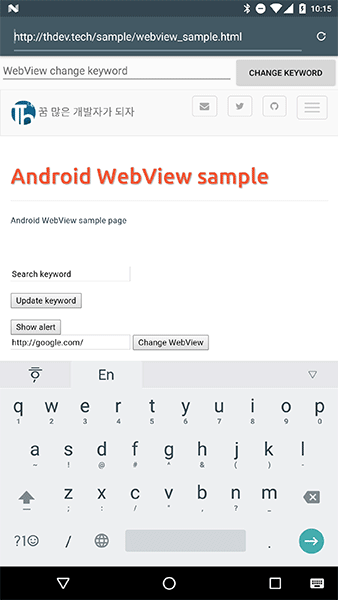 10:15
http://thdev.tech/sample/webview_sample.html
WebView change keyword
CHANGE KEYWORD
꿈 많은 개발자가 되자
Android WebView sample
Android WebView sample page
Search keyword
Update keyword
Show alert
http://google.com/
Change WebView
En
q w e r t y u i o p
1 2 3 4 5 6 7 8 9 0
a s d f g h j k l
~ ! @ # ^ & ( ) -
z x c v b n m
. : / " , ?
?1☺ / .